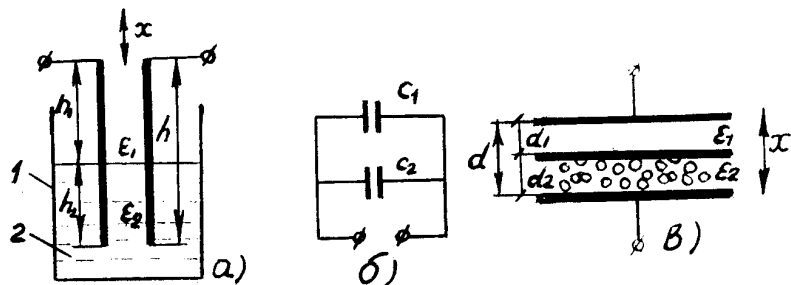 x
h₁
h
ε₁
1
h₂
ε₂
2
а)
C₁
C₂
б)
d
d₁
ε₁
x
d₂
ε₂
в)